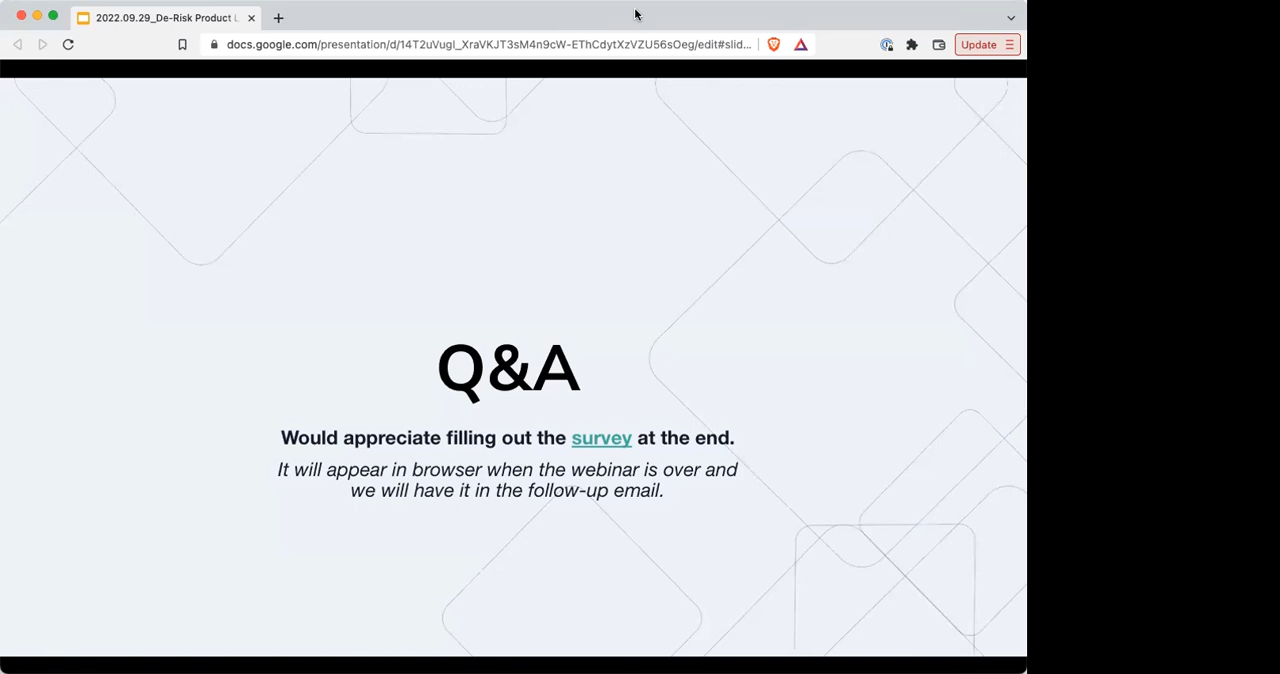 2022.09.29_De-Risk Product L
docs.google.com/presentation/d/14T2uVugl_XraVKJT3sM4n9cW-EThCdytXzVZU56sOeg/edit#slid...
Update
Q&A
Would appreciate filling out the survey at the end.
It will appear in browser when the webinar is over and
we will have it in the follow-up email.